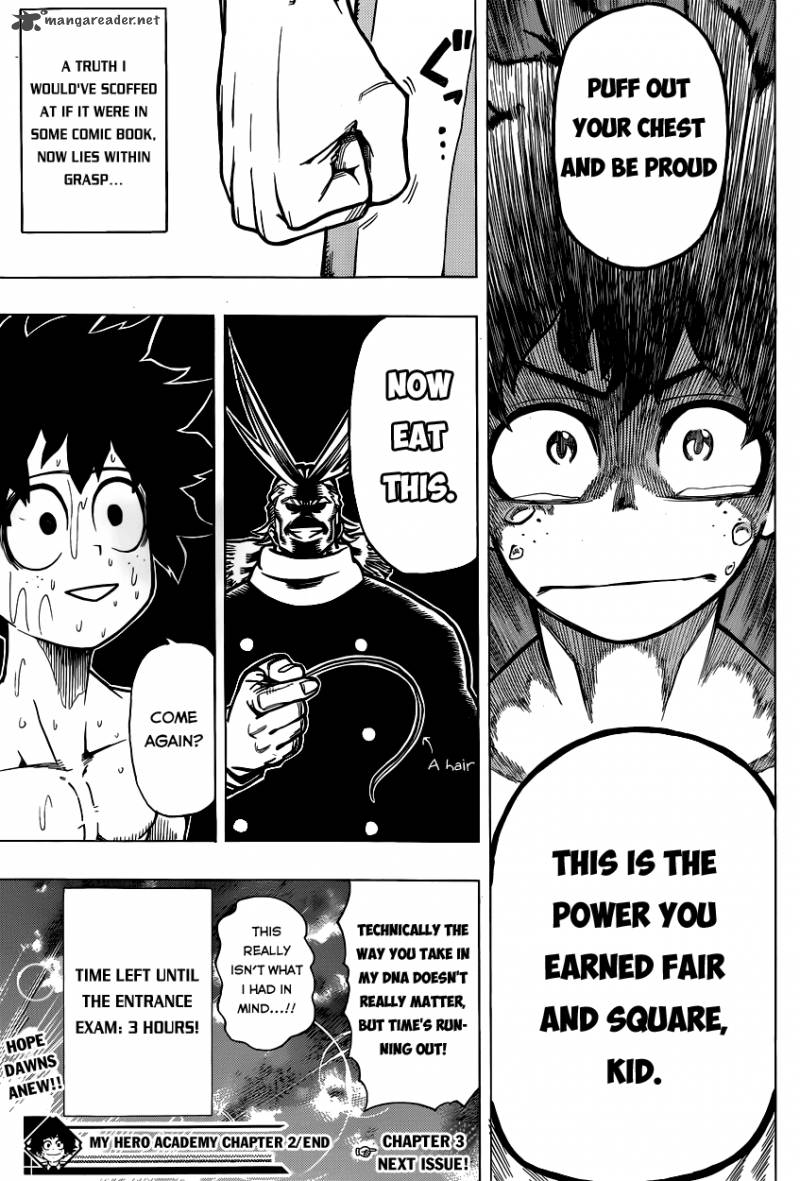 mangareader.net
PUFF OUT
YOUR CHEST
AND BE PROUD
THIS IS THE
POWER YOU
EARNED FAIR
AND SQUARE,
KID.
A TRUTH I
WOULD'VE SCOFFED
AT IF IT WERE IN
SOME COMIC BOOK,
NOW LIES WITHIN
GRASP...
ぐ…
NOW
EAT
THIS.
A hair
COME
AGAIN?
TECHNICALLY THE
WAY YOU TAKE IN
MY DNA DOESN'T
REALLY MATTER,
BUT TIME'S RUN-
NING OUT!
THIS
REALLY
ISN'T WHAT
I HAD IN
MIND...!!
TIME LEFT UNTIL
THE ENTRANCE
EXAM: 3 HOURS!
HOPE
DAWNS
ANEW!!
MY HERO ACADEMY CHAPTER 2/END
CHAPTER 3
NEXT ISSUE!